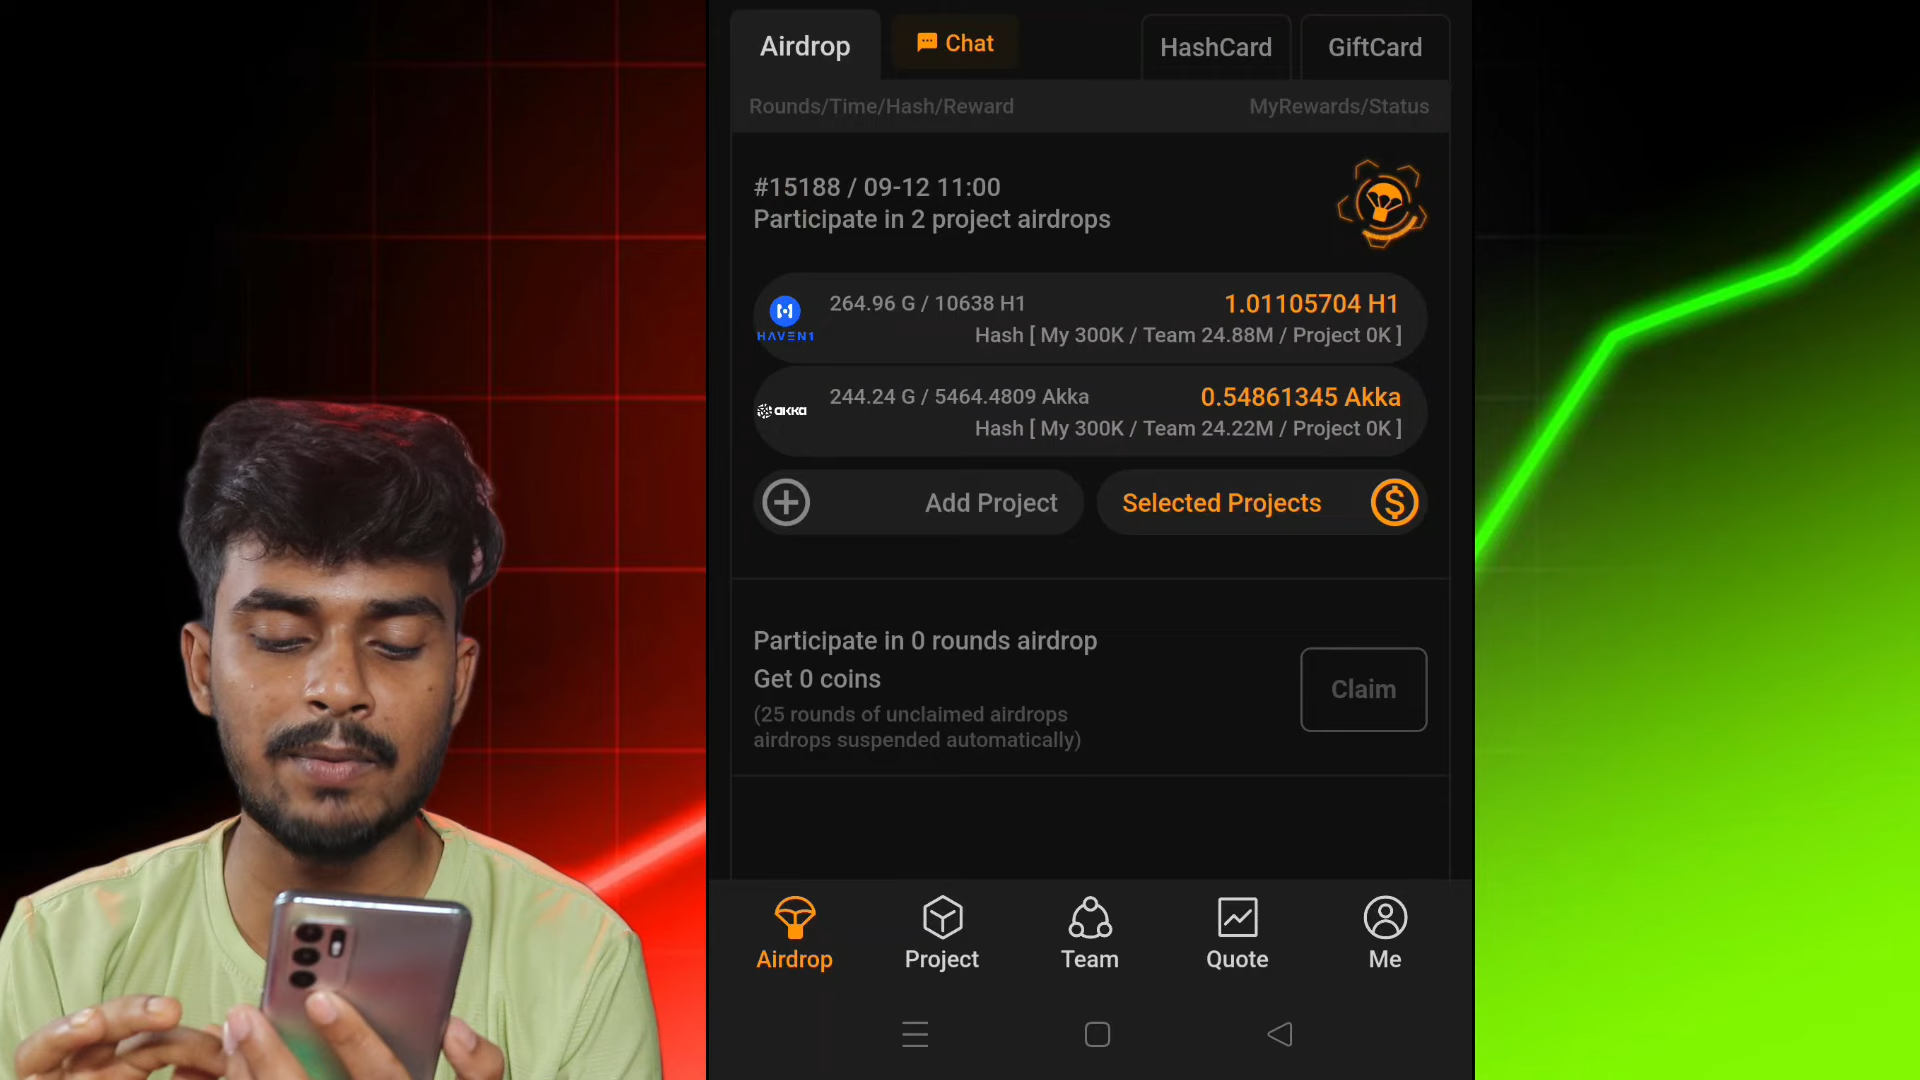 Airdrop
Chat
HashCard
GiftCard
Rounds/Time/Hash/Reward
MyRewards/Status
#15188 / 09-12 11:00
Participate in 2 project airdrops
HAVEN1
264.96 G / 10638 H1
1.01105704 H1
Hash [ My 300K / Team 24.88M / Project 0K ]
akka
244.24 G / 5464.4809 Akka
0.54861345 Akka
Hash [ My 300K / Team 24.22M / Project 0K ]
Add Project
Selected Projects
Participate in 0 rounds airdrop
Get 0 coins
(25 rounds of unclaimed airdrops
airdrops suspended automatically)
Claim
Airdrop
Project
Team
Quote
Me